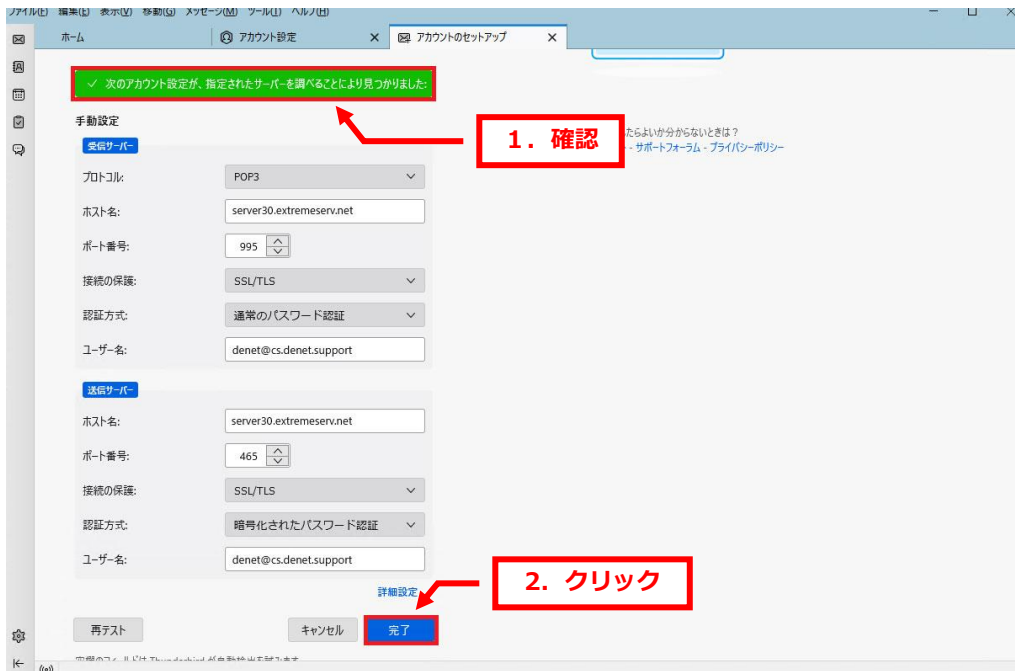 ファイル(F) 編集(E) 表示(V) 移動(G) メッセージ(M) ツール(T) ヘルプ(H)
ホーム アカウント設定 アカウントのセットアップ
次のアカウント設定が、指定されたサーバーを調べることにより見つかりました:
1. 確認
たらよいか分からないときは?
- サポートフォーラム - プライバシーポリシー
手動設定
受信サーバー
プロトコル: POP3
ホスト名: server30.extremeserv.net
ポート番号: 995
接続の保護: SSL/TLS
認証方式: 通常のパスワード認証
ユーザー名: denet@cs.denet.support
送信サーバー
ホスト名: server30.extremeserv.net
ポート番号: 465
接続の保護: SSL/TLS
認証方式: 暗号化されたパスワード認証
ユーザー名: denet@cs.denet.support
詳細設定
2. クリック
再テスト キャンセル 完了